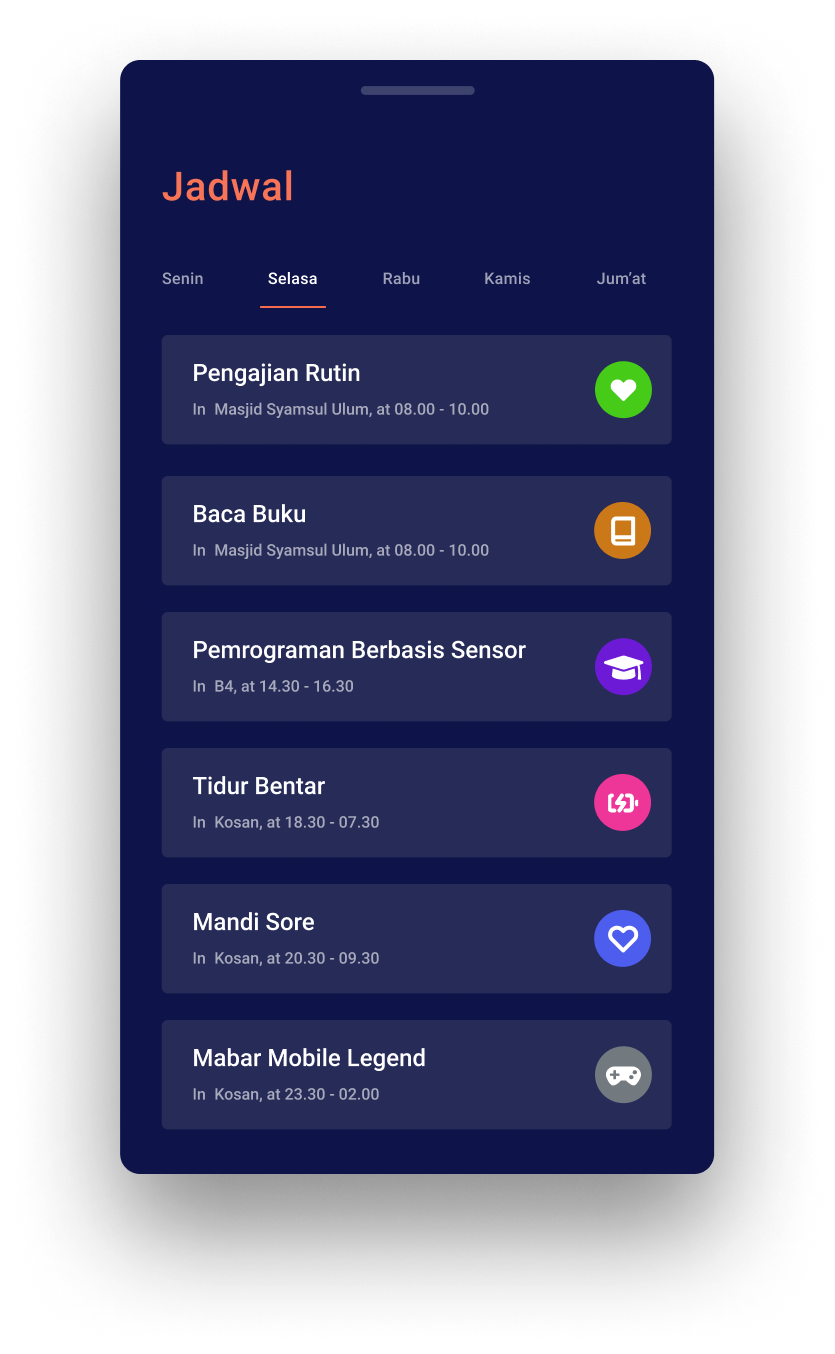 Jadwal
Senin Selasa Rabu Kamis Jum’at
Pengajian Rutin
In Masjid Syamsul Ulum, at 08.00 - 10.00
Baca Buku
In Masjid Syamsul Ulum, at 08.00 - 10.00
Pemrograman Berbasis Sensor
In B4, at 14.30 - 16.30
Tidur Bentar
In Kosan, at 18.30 - 07.30
Mandi Sore
In Kosan, at 20.30 - 09.30
Mabar Mobile Legend
In Kosan, at 23.30 - 02.00